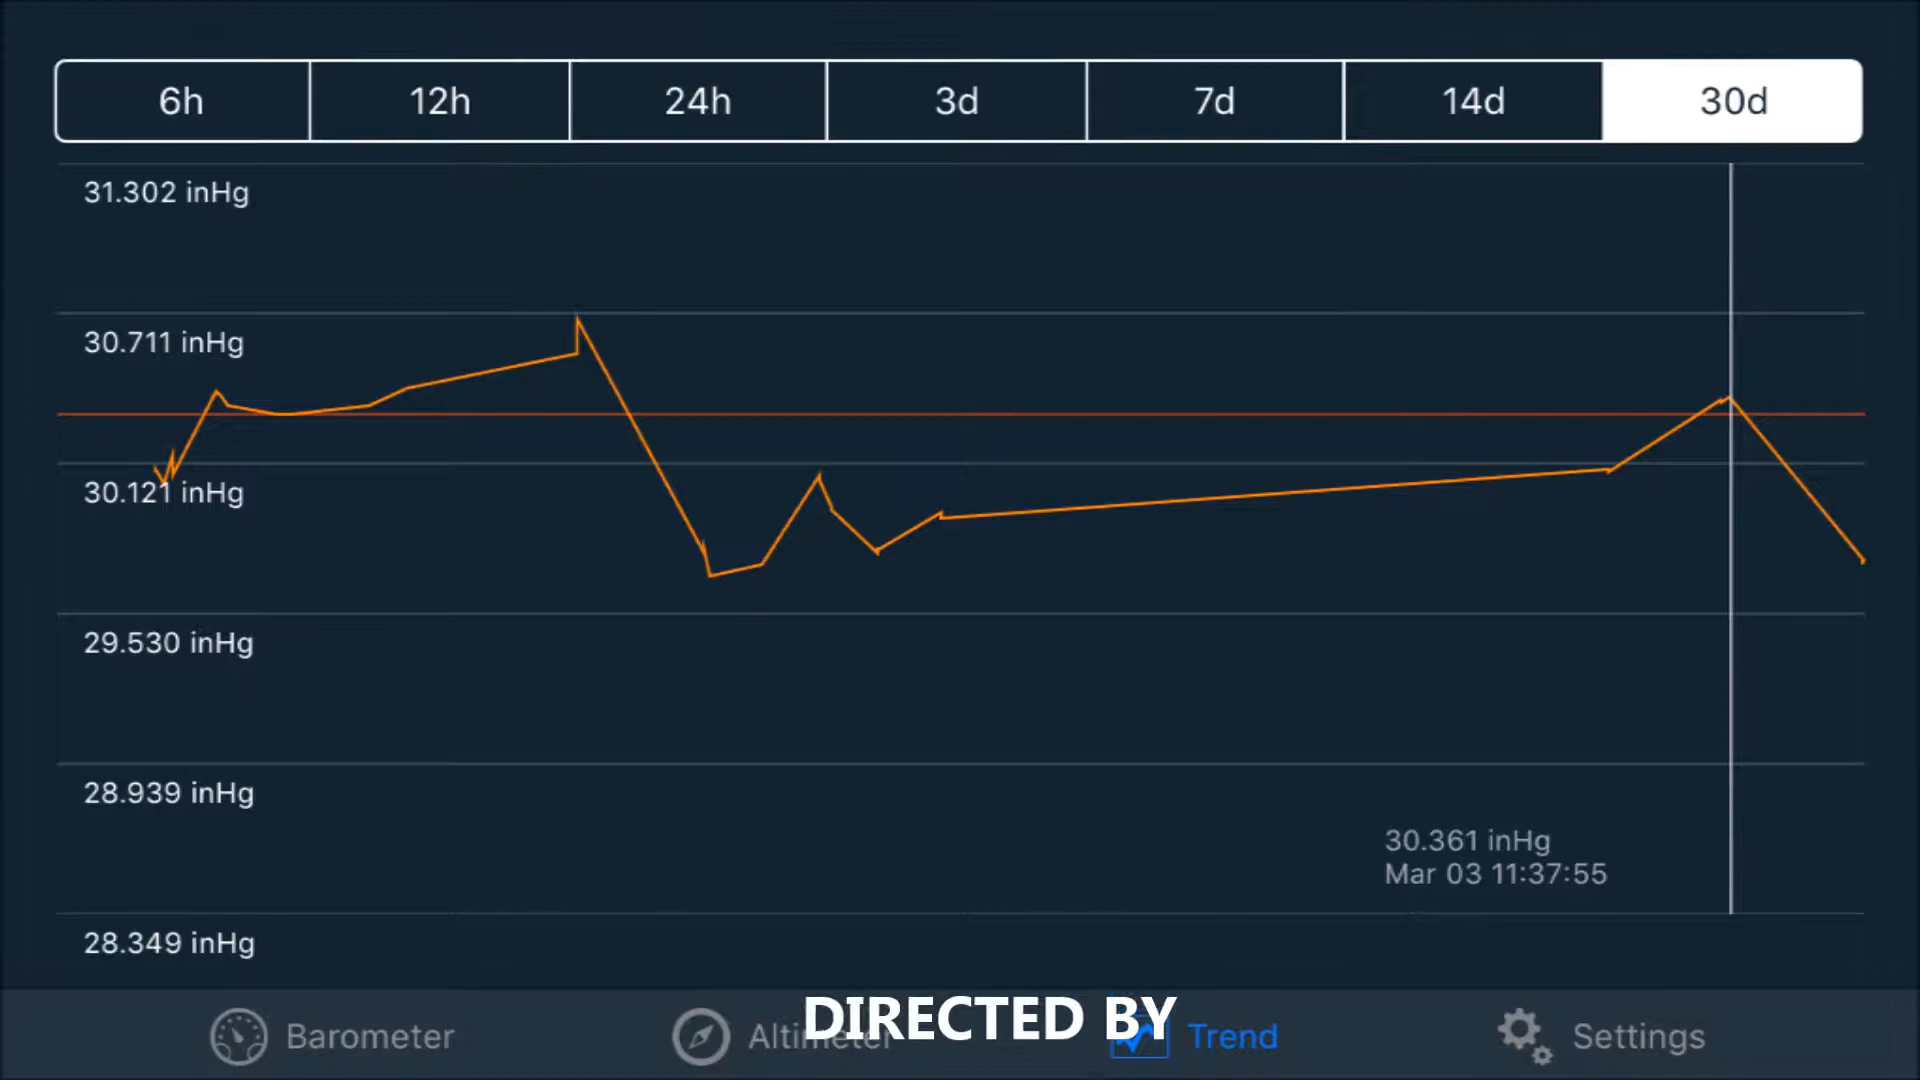 6h 12h 24h 3d 7d 14d 30d
31.302 inHg
30.711 inHg
30.121 inHg
29.530 inHg
28.939 inHg
30.361 inHg
Mar 03 11:37:55
28.349 inHg
DIRECTED BY
Barometer Altimeter Trend Settings